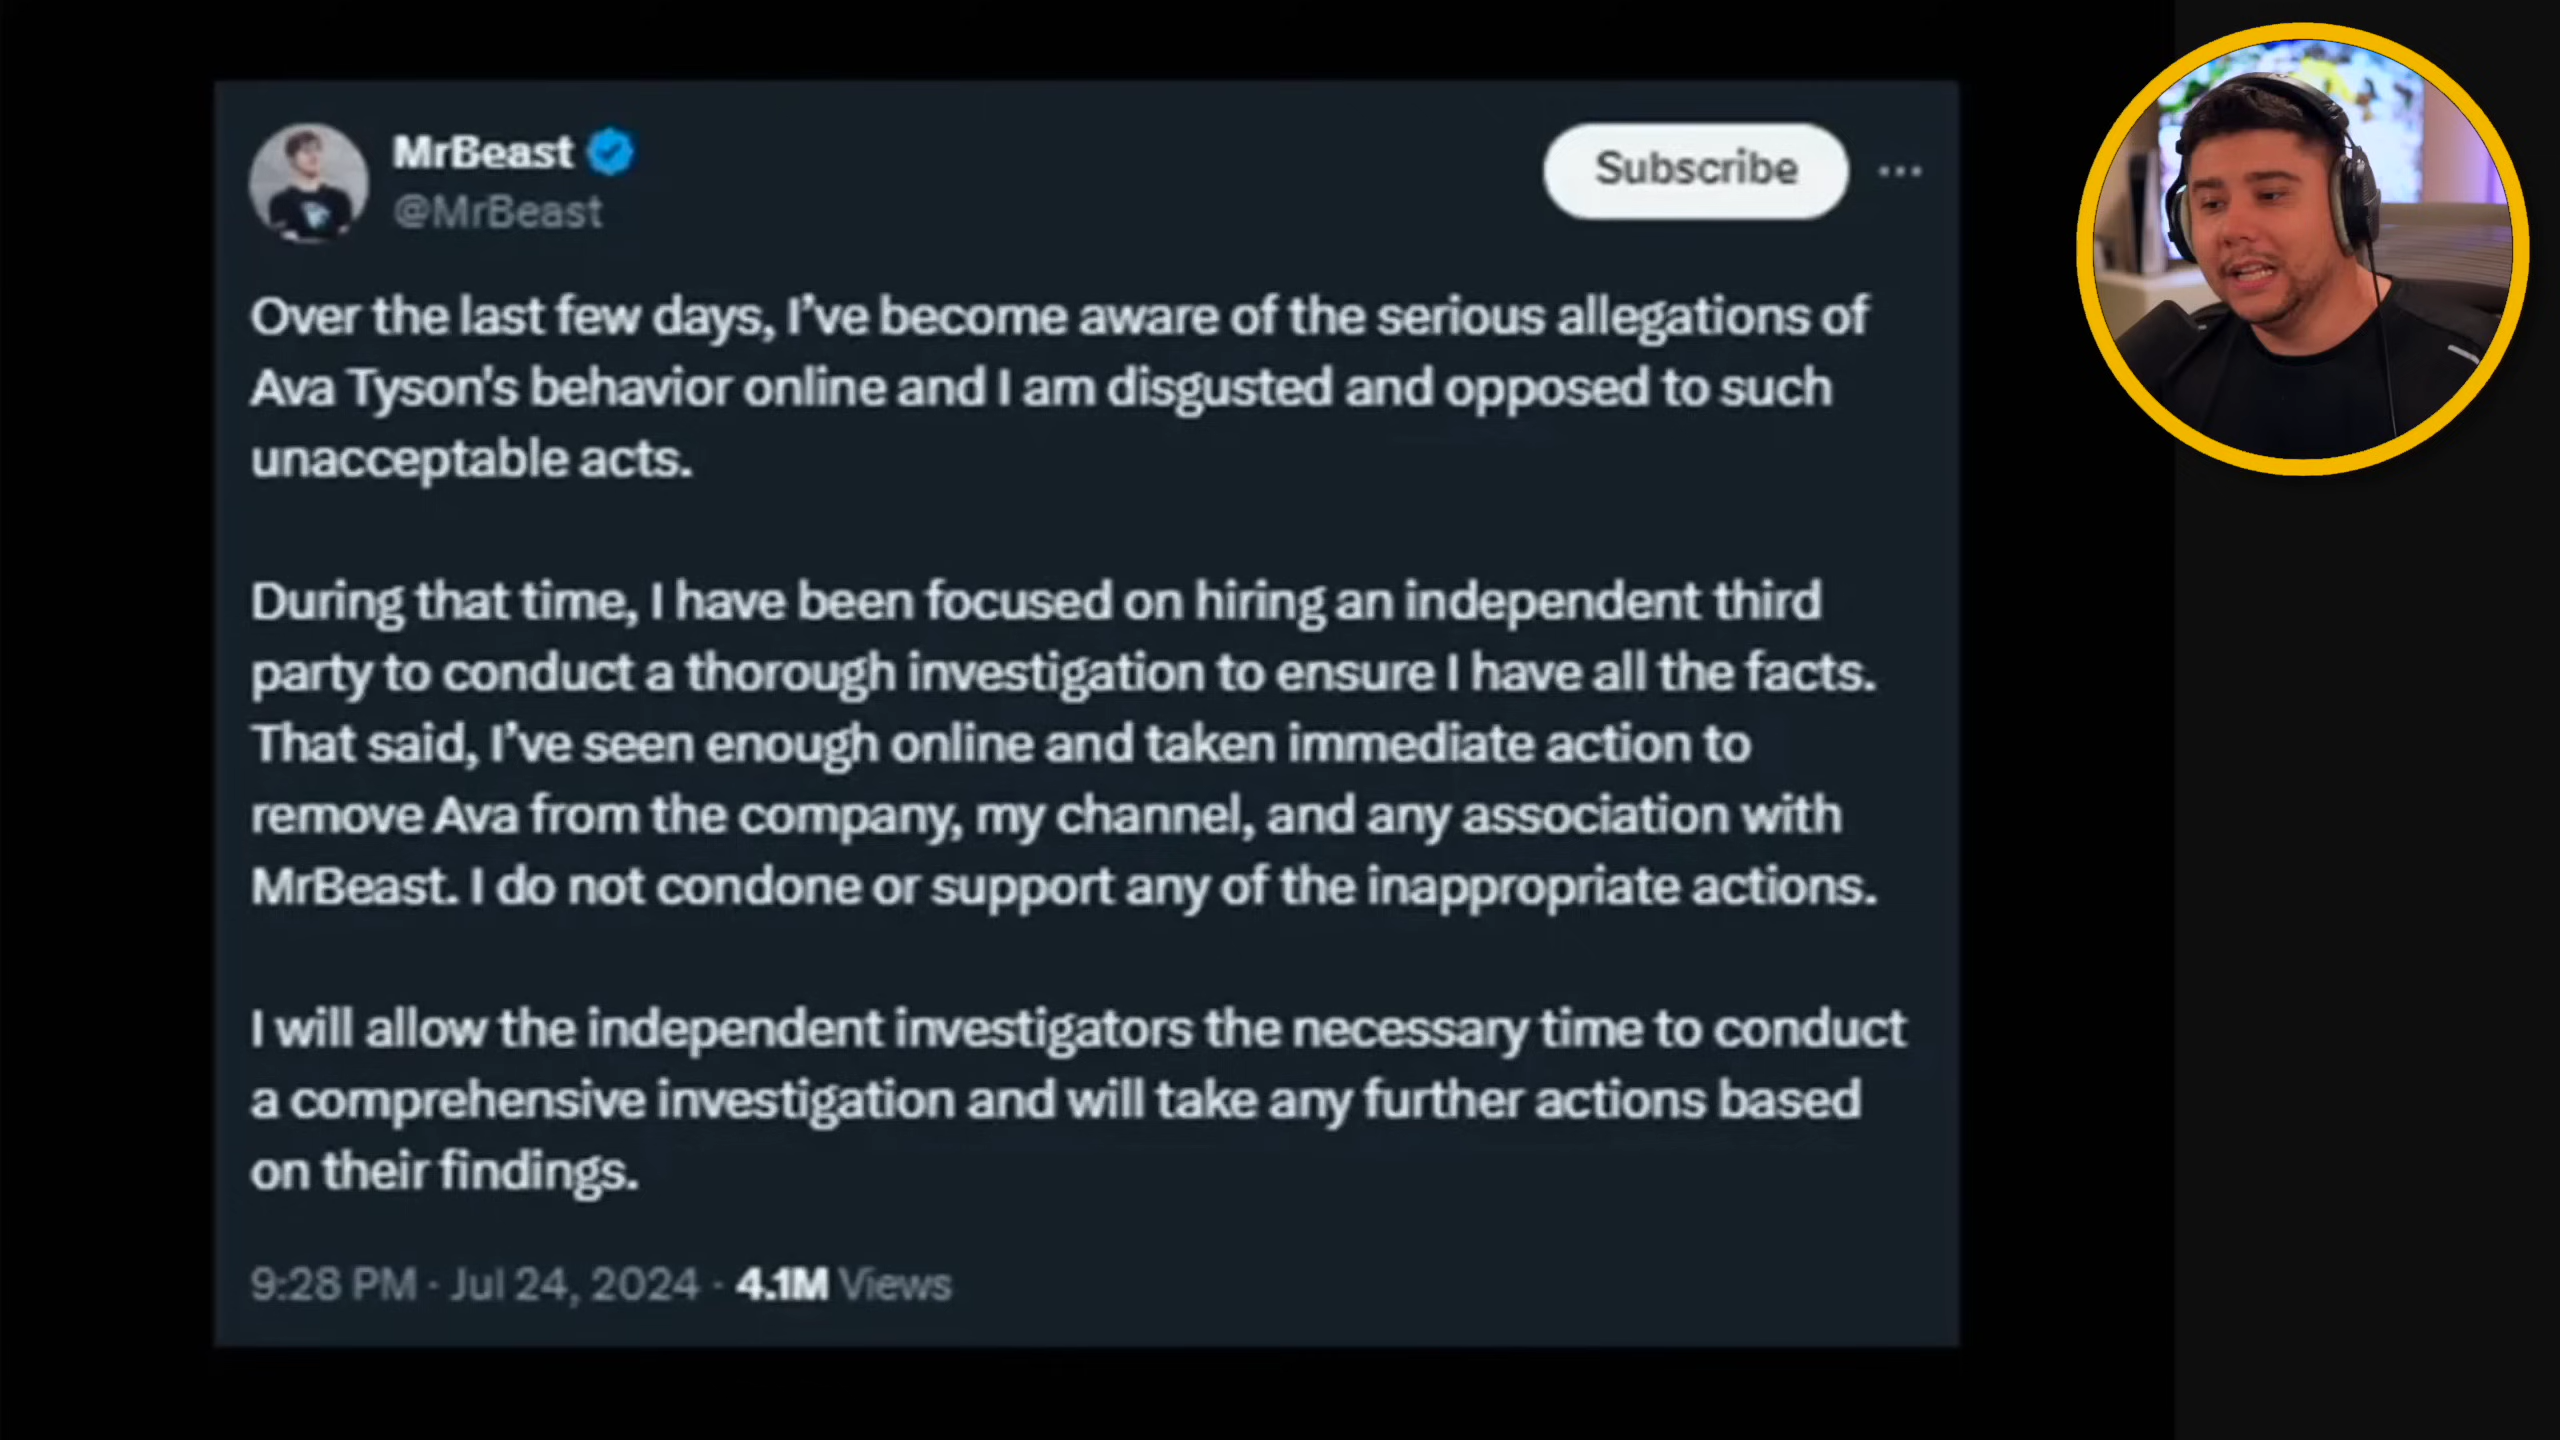 MrBeast
@MrBeast
Subscribe
Over the last few days, I've become aware of the serious allegations of
Ava Tyson's behavior online and I am disgusted and opposed to such
unacceptable acts.
During that time, I have been focused on hiring an independent third
party to conduct a thorough investigation to ensure I have all the facts.
That said, I've seen enough online and taken immediate action to
remove Ava from the company, my channel, and any association with
MrBeast. I do not condone or support any of the inappropriate actions.
I will allow the independent investigators the necessary time to conduct
a comprehensive investigation and will take any further actions based
on their findings.
9:28 PM · Jul 24, 2024 · 4.1M Views